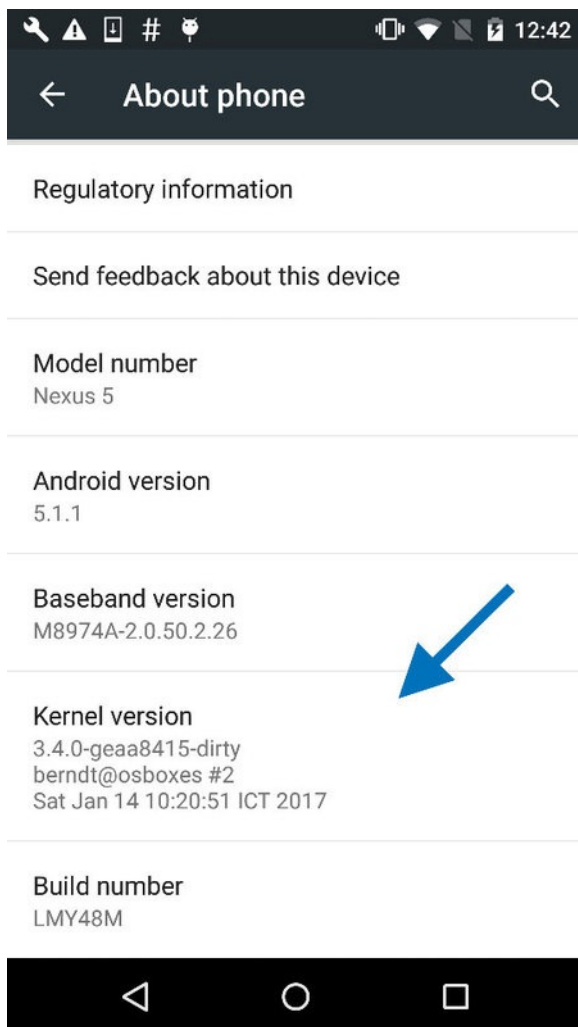 # 12:42
About phone
Regulatory information
Send feedback about this device
Model number
Nexus 5
Android version
5.1.1
Baseband version
M8974A-2.0.50.2.26
Kernel version
3.4.0-geaa8415-dirty
berndt@osboxes #2
Sat Jan 14 10:20:51 ICT 2017
Build number
LMY48M